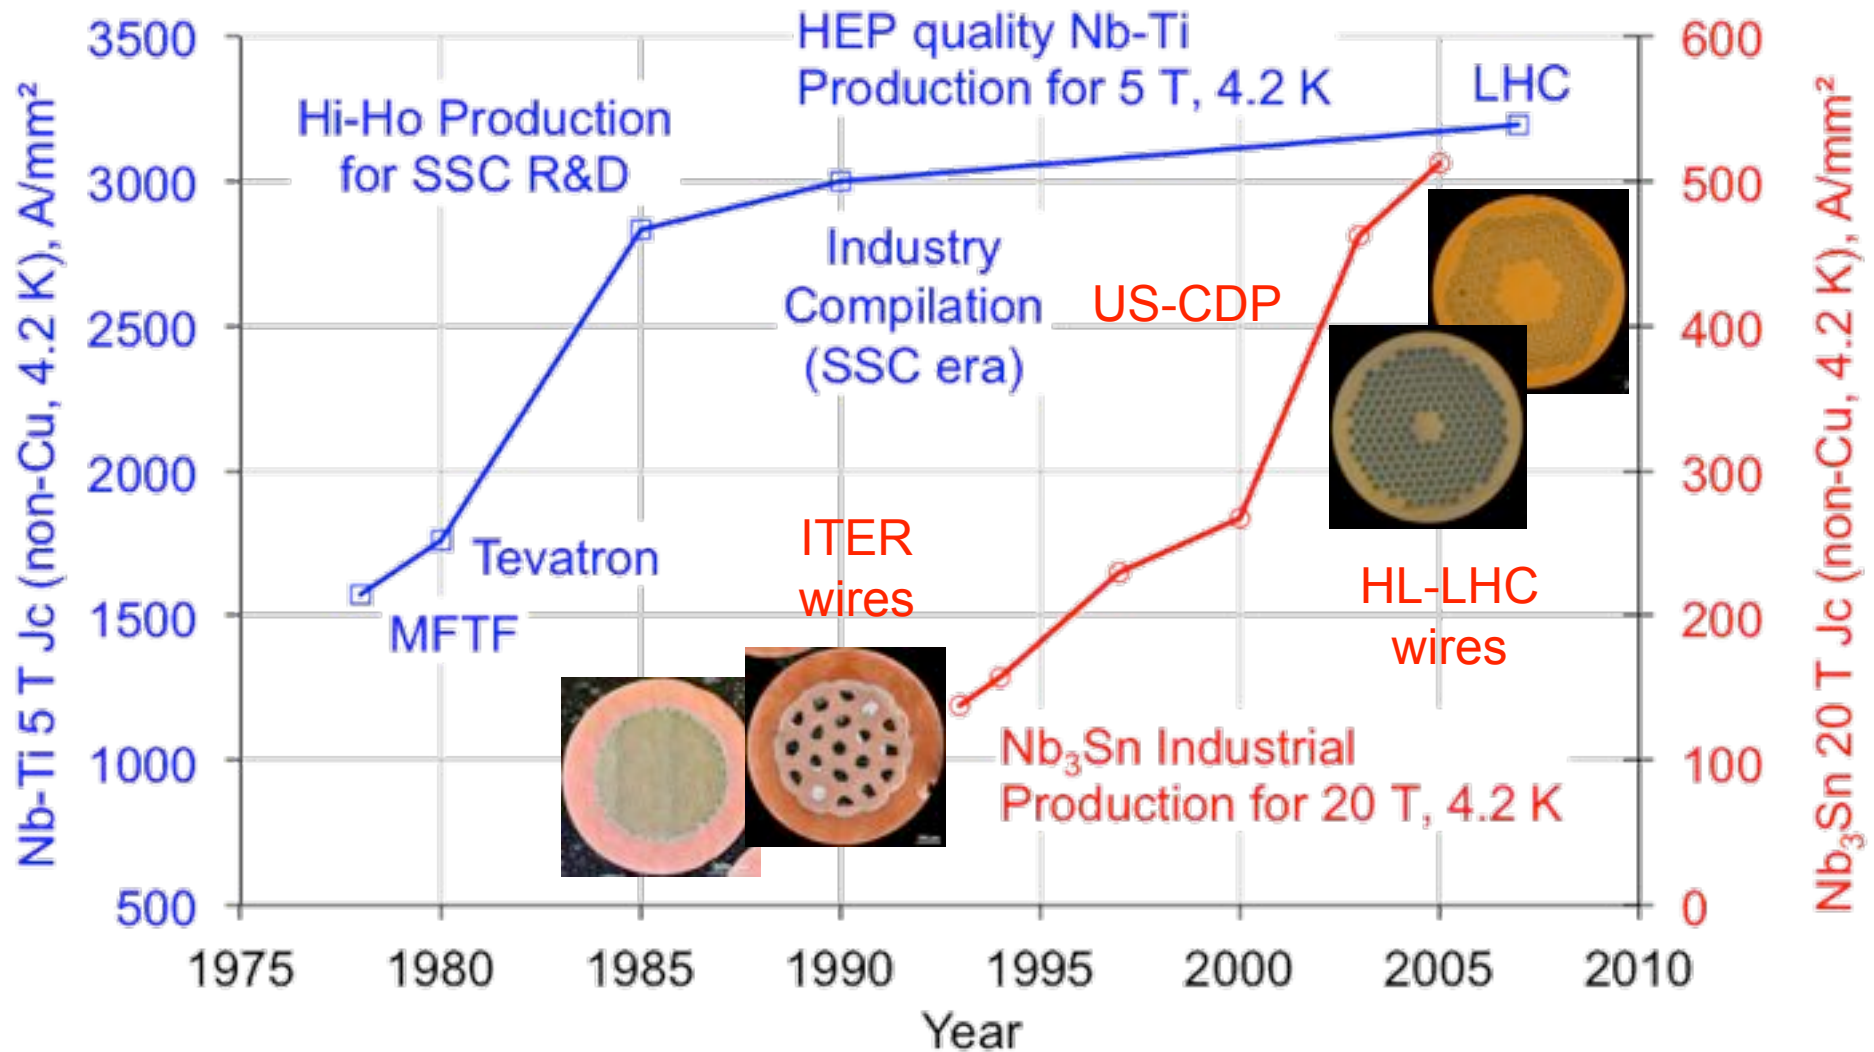 Nb-Ti 5 T Jc (non-Cu, 4.2 K), A/mm²
3500
3000
2500
2000
1500
1000
500
HEP quality Nb-Ti
Production for 5 T, 4.2 K
LHC
Hi-Ho Production
for SSC R&D
Industry
Compilation
(SSC era)
US-CDP
Tevatron
MFTF
ITER
wires
HL-LHC
wires
Nb₃Sn Industrial
Production for 20 T, 4.2 K
600
500
400
300
200
100
0
Nb₃Sn 20 T Jc (non-Cu, 4.2 K), A/mm²
1975 1980 1985 1990 1995 2000 2005 2010
Year